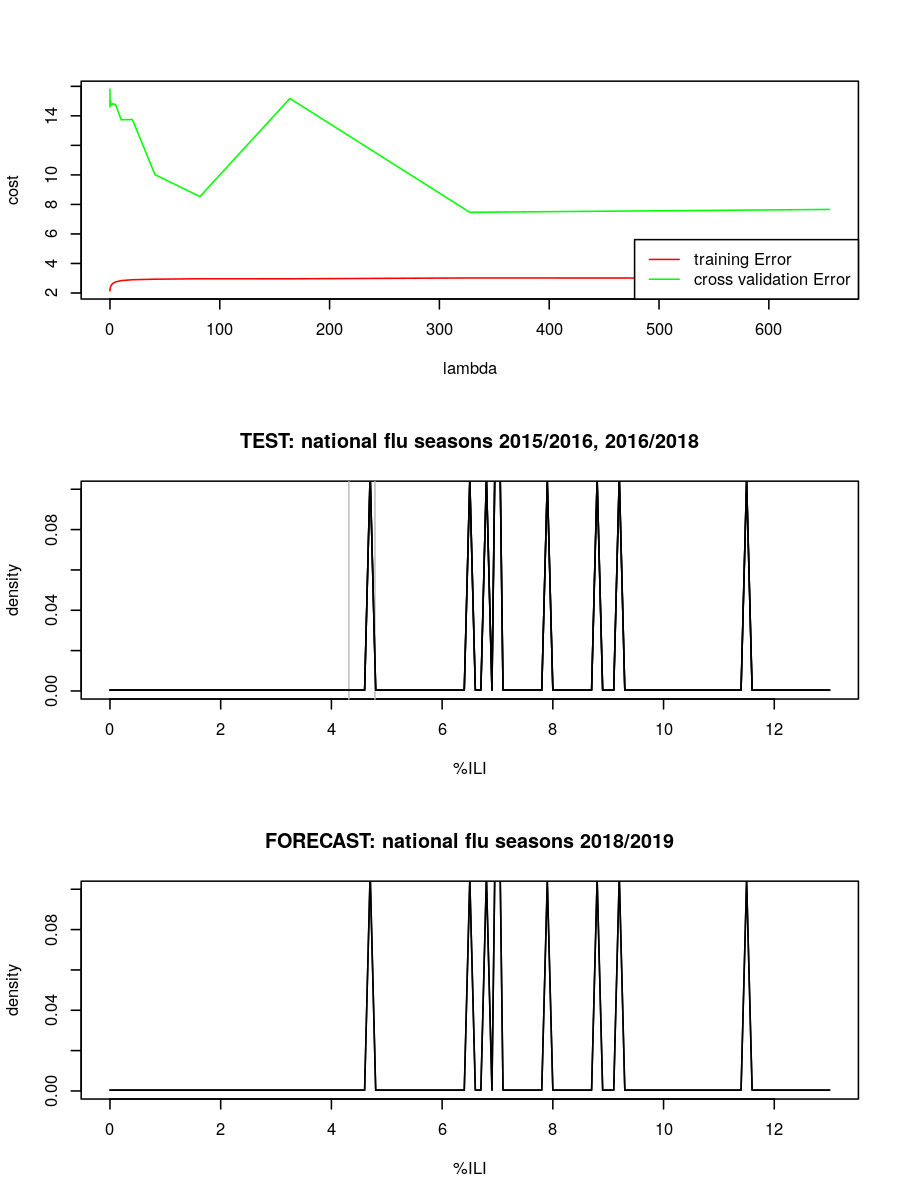 cost
14
10
8
6
4
2
training Error
cross validation Error
0 100 200 300 400 500 600
lambda
TEST: national flu seasons 2015/2016, 2016/2018
density
0.08
0.04
0.00
0 2 4 6 8 10 12
%ILI
FORECAST: national flu seasons 2018/2019
density
0.08
0.04
0.00
0 2 4 6 8 10 12
%ILI